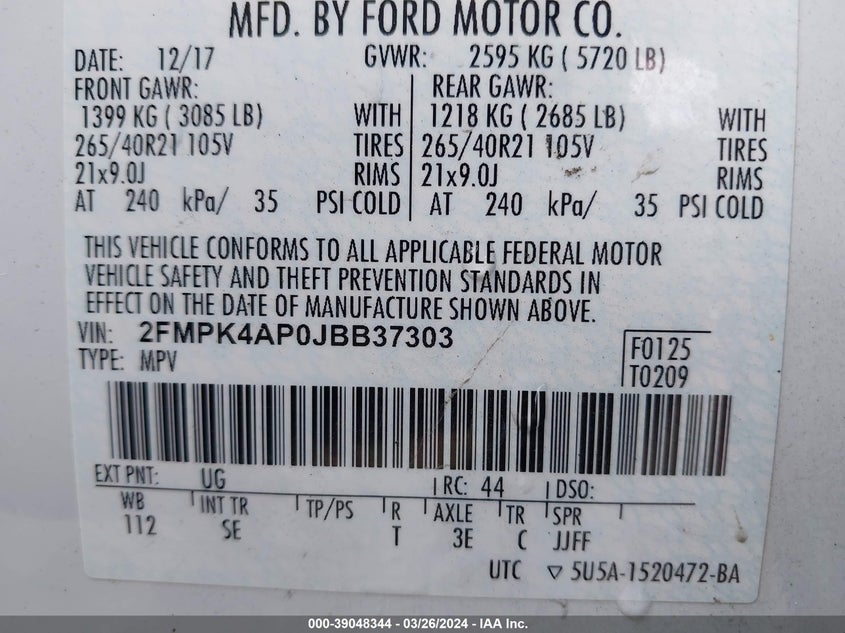 MFD. BY FORD MOTOR CO.
DATE: 12/17 GVWR: 2595 KG ( 5720 LB)
FRONT GAWR: REAR GAWR:
1399 KG ( 3085 LB) WITH 1218 KG ( 2685 LB) WITH
265/40R21 105V TIRES 265/40R21 105V TIRES
21x9.0J RIMS 21x9.0J RIMS
AT 240 kPa/ 35 PSI COLD AT 240 kPa/ 35 PSI COLD
THIS VEHICLE CONFORMS TO ALL APPLICABLE FEDERAL MOTOR
VEHICLE SAFETY AND THEFT PREVENTION STANDARDS IN
EFFECT ON THE DATE OF MANUFACTURE SHOWN ABOVE.
VIN: 2FMPK4AP0JBB37303
TYPE: MPV
F0125
T0209
EXT PNT: UG RC: 44 DSO:
WB INT TR TP/PS R AXLE TR SPR
112 SE T 3E C JJFF
UTC ▽ 5U5A-1520472-BA
000-39048344 - 03/26/2024 - IAA Inc.